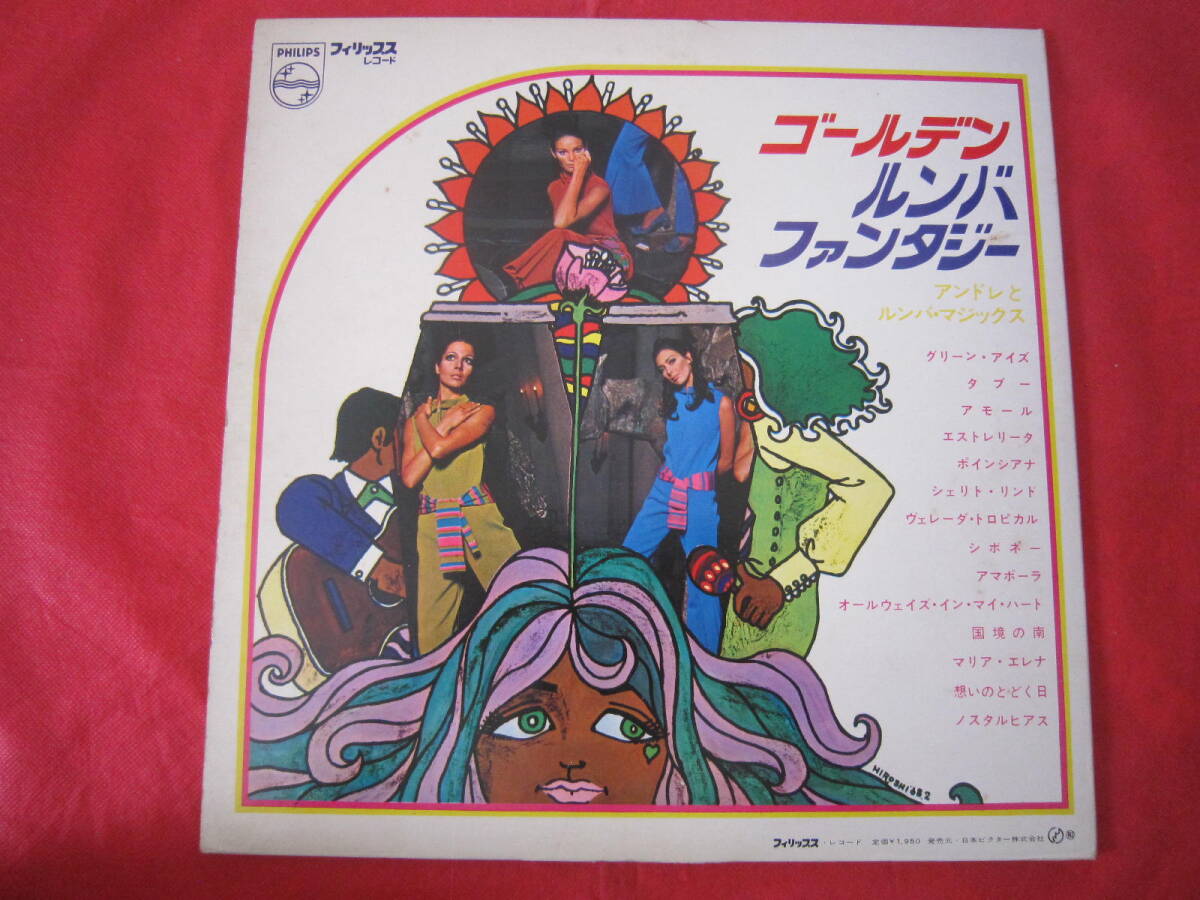 PHILIPS
フィリップス
レコード
ゴールデン
ルンバ
ファンタジー
アンドレと
ルンバ・マジックス
グリーン・アイズ
タブー
アモール
エストレリータ
ポインシアナ
シェリト・リンド
ヴェレーダ・トロピカル
シボネー
アマポーラ
オールウェイズ・イン・マイ・ハート
国境の南
マリア・エレナ
想いのとどく日
ノスタルヒアス
HIROSHI '68.2
フィリップス・レコード 定価¥1,950 発売元・日本ビクター株式会社